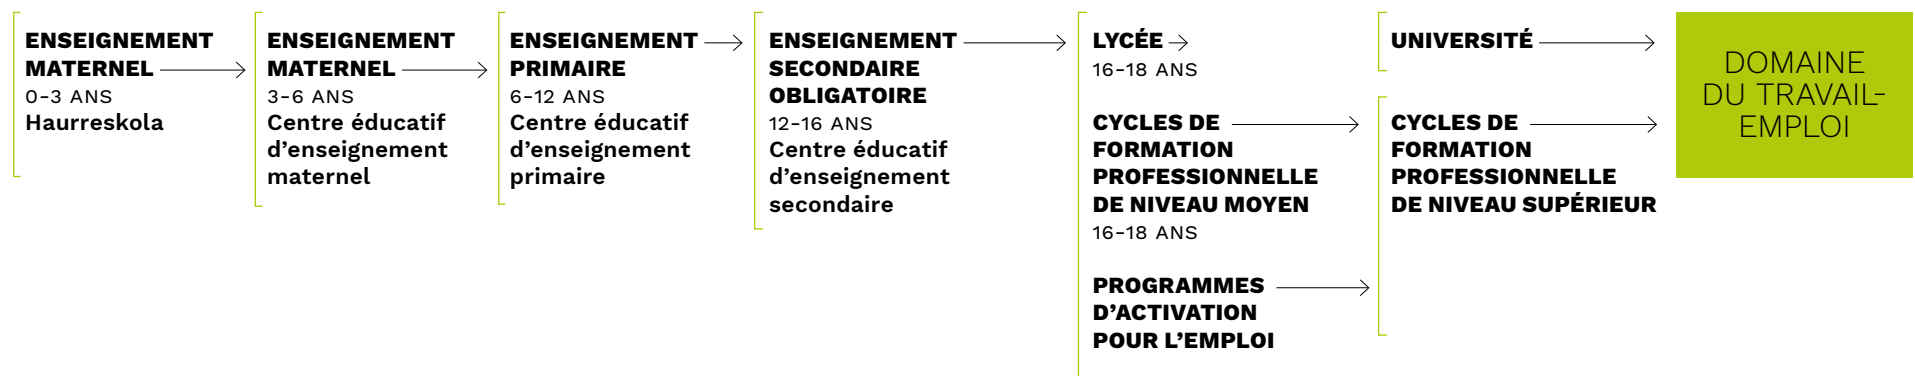 ENSEIGNEMENT
MATERNEL
0-3 ANS
Haurreskola
ENSEIGNEMENT
MATERNEL
3-6 ANS
Centre éducatif
d’enseignement
maternel
ENSEIGNEMENT
PRIMAIRE
6-12 ANS
Centre éducatif
d’enseignement
primaire
ENSEIGNEMENT
SECONDAIRE
OBLIGATOIRE
12-16 ANS
Centre éducatif
d’enseignement
secondaire
LYCÉE
16-18 ANS
CYCLES DE
FORMATION
PROFESSIONNELLE
DE NIVEAU MOYEN
16-18 ANS
PROGRAMMES
D’ACTIVATION
POUR L’EMPLOI
UNIVERSITÉ
CYCLES DE
FORMATION
PROFESSIONNELLE
DE NIVEAU SUPÉRIEUR
DOMAINE
DU TRAVAIL-
EMPLOI